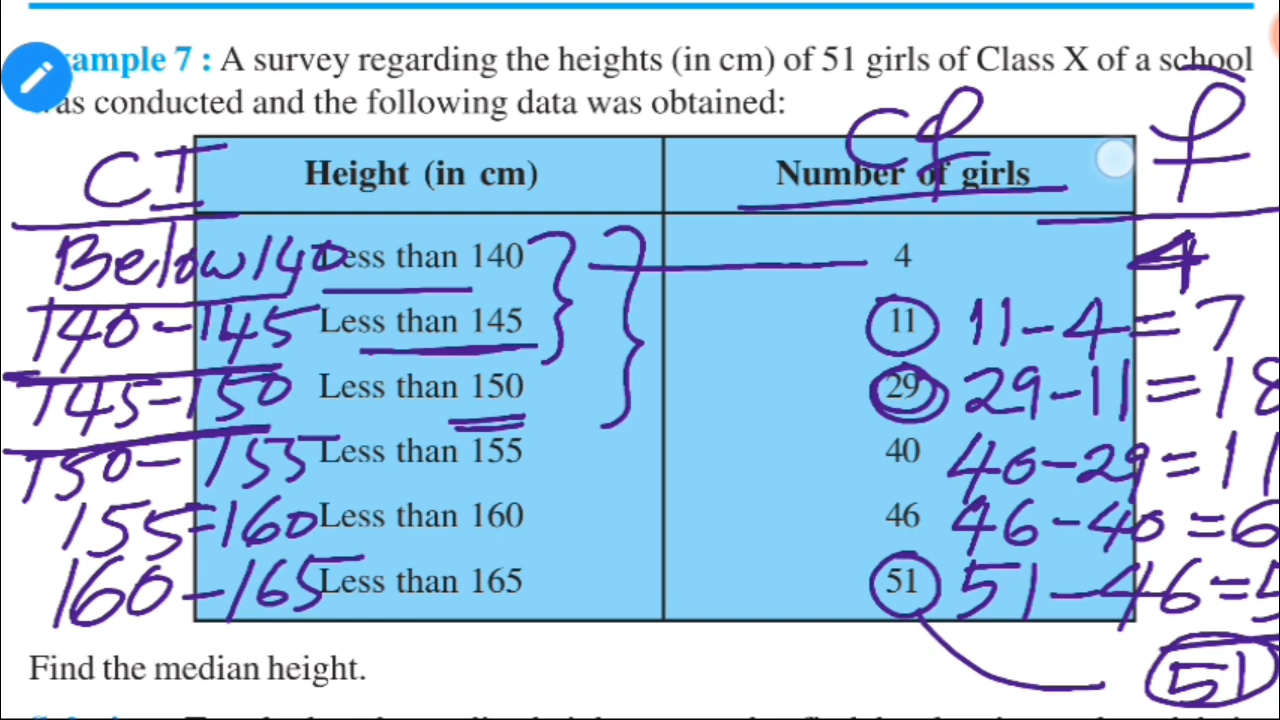 ample 7 : A survey regarding the heights (in cm) of 51 girls of Class X of a school
as conducted and the following data was obtained:
CI Height (in cm) Number of girls cf f
Below 140 Less than 140 4 4
140-145 Less than 145 11 11-4=7
145-150 Less than 150 29 29-11=18
150-155 Less than 155 40 40-29=11
155-160 Less than 160 46 46-40=6
160-165 Less than 165 51 51-46=5
51
Find the median height.